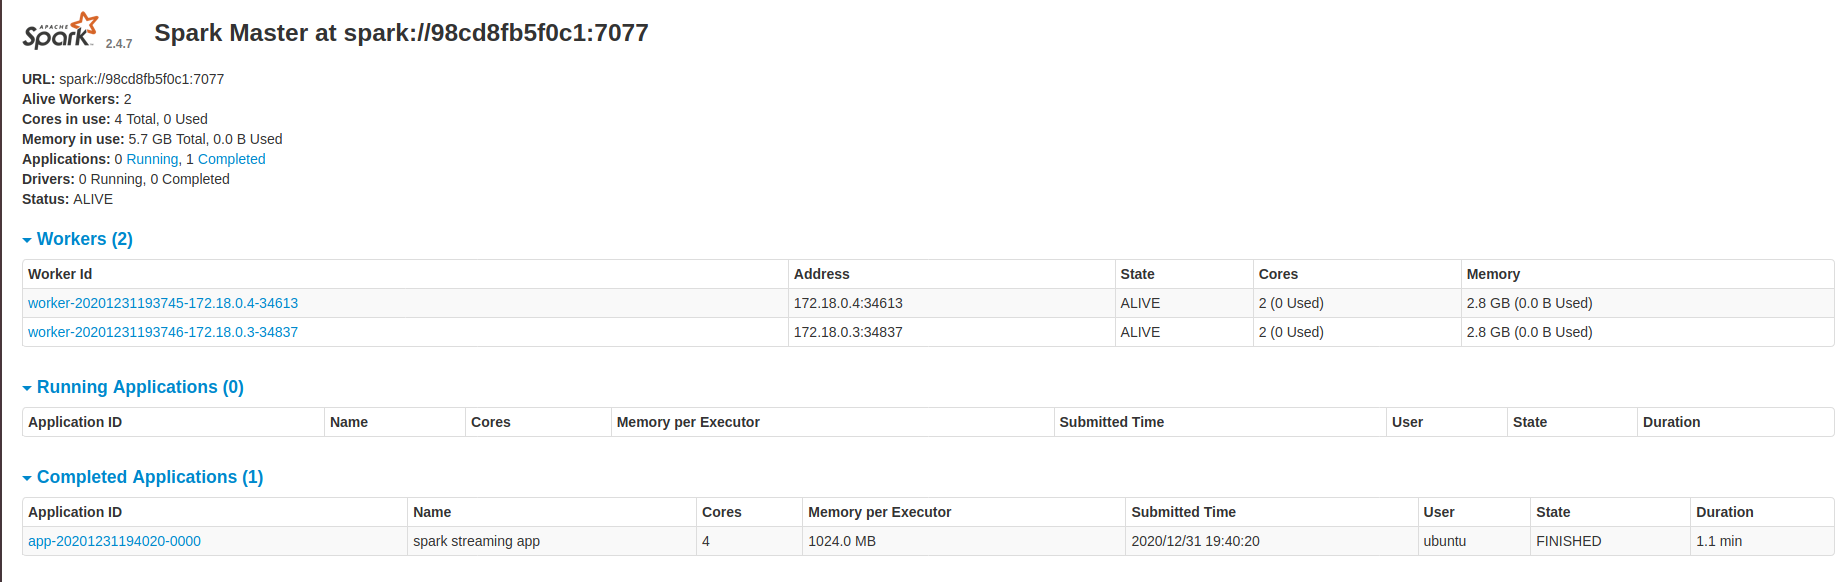 APACHE
Spark 2.4.7 Spark Master at spark://98cd8fb5f0c1:7077
URL: spark://98cd8fb5f0c1:7077
Alive Workers: 2
Cores in use: 4 Total, 0 Used
Memory in use: 5.7 GB Total, 0.0 B Used
Applications: 0 Running, 1 Completed
Drivers: 0 Running, 0 Completed
Status: ALIVE
Workers (2)
Worker Id Address State Cores Memory
worker-20201231193745-172.18.0.4-34613 172.18.0.4:34613 ALIVE 2 (0 Used) 2.8 GB (0.0 B Used)
worker-20201231193746-172.18.0.3-34837 172.18.0.3:34837 ALIVE 2 (0 Used) 2.8 GB (0.0 B Used)
Running Applications (0)
Application ID Name Cores Memory per Executor Submitted Time User State Duration
Completed Applications (1)
Application ID Name Cores Memory per Executor Submitted Time User State Duration
app-20201231194020-0000 spark streaming app 4 1024.0 MB 2020/12/31 19:40:20 ubuntu FINISHED 1.1 min